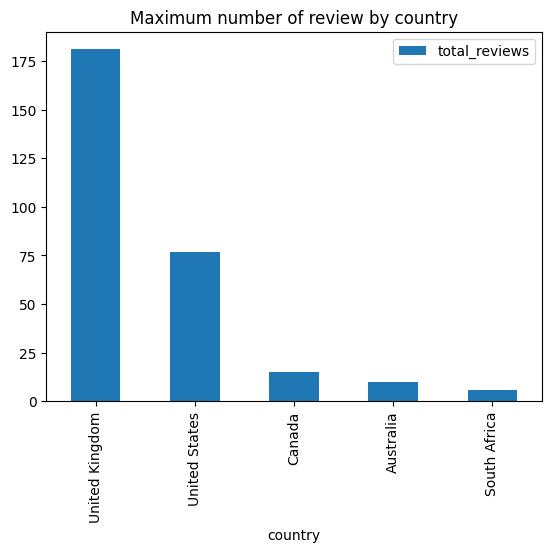 Maximum number of review by country
total_reviews
175
150
125
100
75
50
25
0
United Kingdom
United States
Canada
Australia
South Africa
country